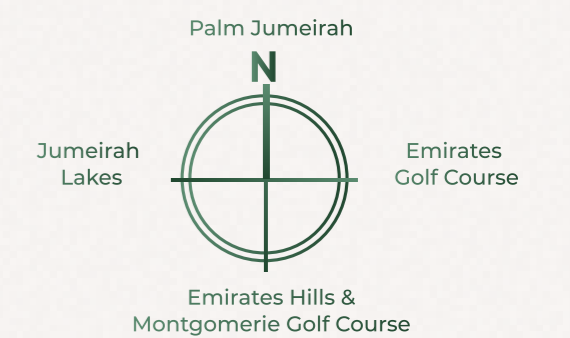 Palm Jumeirah
N
Jumeirah
Lakes
Emirates
Golf Course
Emirates Hills &
Montgomerie Golf Course